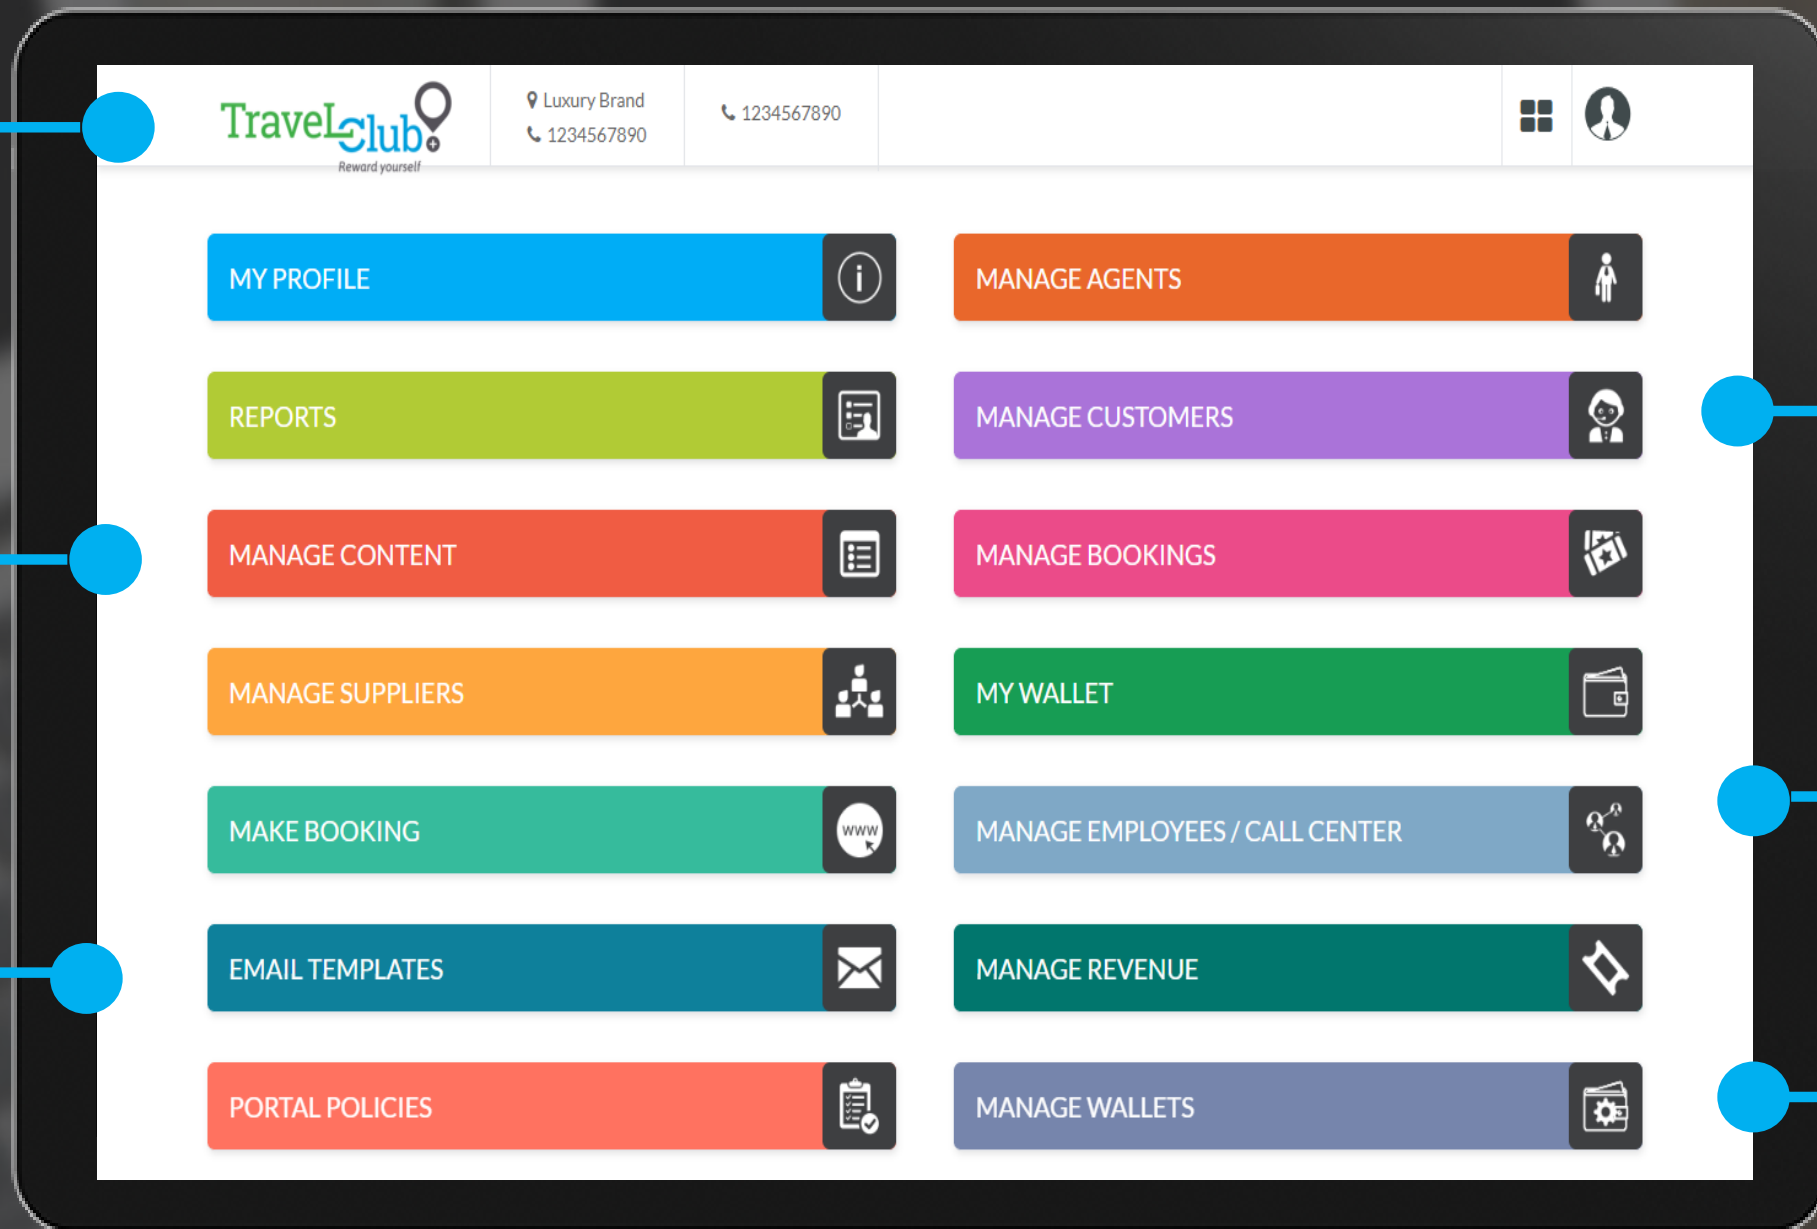 TraveLClub
Reward yourself
Luxury Brand
1234567890
1234567890
MY PROFILE
MANAGE AGENTS
REPORTS
MANAGE CUSTOMERS
MANAGE CONTENT
MANAGE BOOKINGS
MANAGE SUPPLIERS
MY WALLET
MAKE BOOKING
www
MANAGE EMPLOYEES / CALL CENTER
EMAIL TEMPLATES
MANAGE REVENUE
PORTAL POLICIES
MANAGE WALLETS